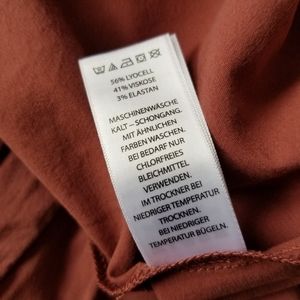 56% LYOCELL
41% VISKOSE
3% ELASTAN
MASCHINENWÄSCHE
KALT – SCHONGANG.
MIT ÄHNLICHEN
FARBEN WASCHEN.
BEI BEDARF NUR
CHLORFREIES
BLEICHMITTEL
VERWENDEN.
IM TROCKNER BEI
NIEDRIGER TEMPERATUR
TROCKNEN.
BEI NIEDRIGER
TEMPERATUR BÜGELN.